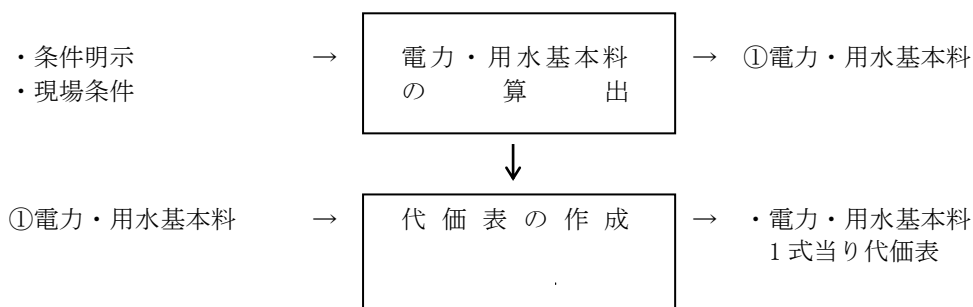 ・条件明示 → 電力・用水基本料 → ①電力・用水基本料
・現場条件 の算出
↓
①電力・用水基本料 → 代価表の作成 → ・電力・用水基本料
1式当り代価表